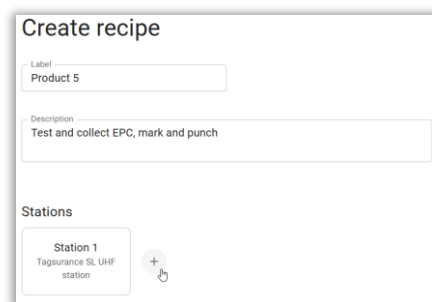 Create recipe
Label
Product 5
Description
Test and collect EPC, mark and punch
Stations
Station 1
Tagsurance SL UHF
station
+